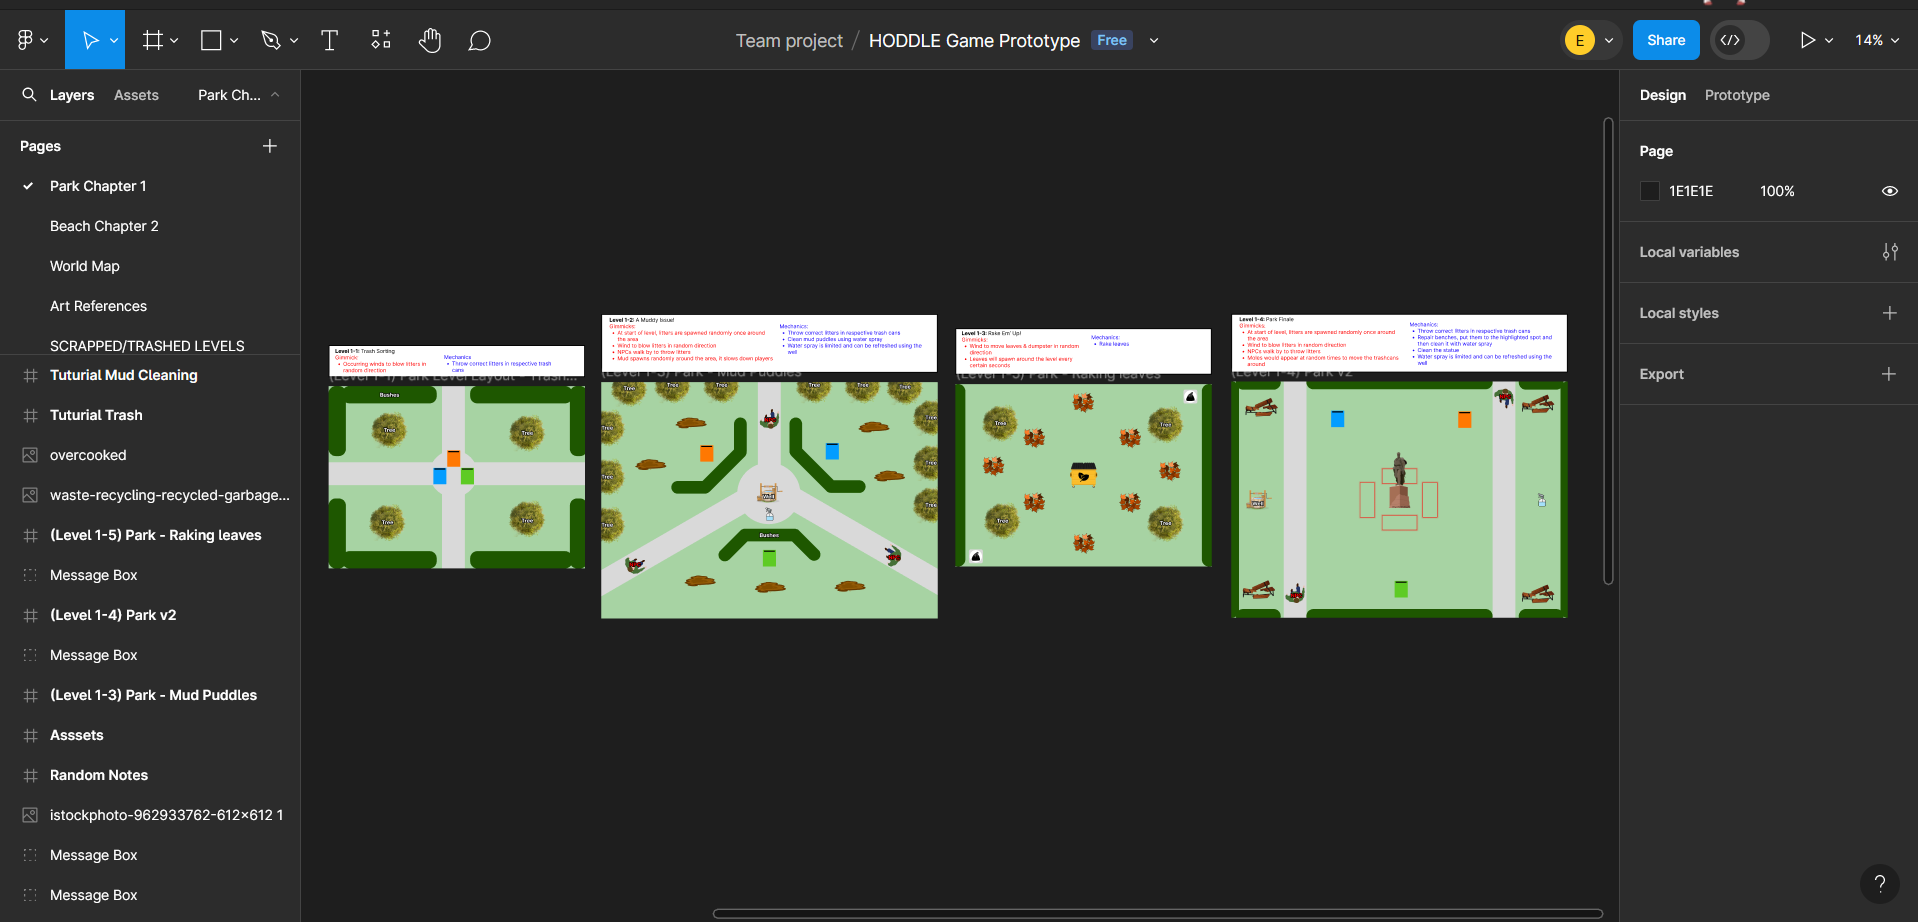 Team project / HODDLE Game Prototype Free
E
Share
14%
Layers Assets Park Ch...
Pages
Park Chapter 1
Beach Chapter 2
World Map
Art References
SCRAPPED/TRASHED LEVELS
Tuturial Mud Cleaning
Tuturial Trash
overcooked
waste-recycling-recycled-garbage...
(Level 1-5) Park - Raking leaves
Message Box
(Level 1-4) Park v2
Message Box
(Level 1-3) Park - Mud Puddles
Asssets
Random Notes
istockphoto-962933762-612×612 1
Message Box
Message Box
Level 1-1: Trash Sorting
Gimmick:
Occurring winds to blow litters in
random direction
Mechanics
Throw correct litters in respective trash
cans
(Level 1-1) Park Level Layout - Trash...
Bushes
Tree
Tree
Tree
Tree
Level 1-2: A Muddy Issue!
Gimmicks:
At start of level, litters are spawned randomly once around
the area
Wind to blow litters in random direction
NPCs walk by to throw litters
Mud spawns randomly around the area, it slows down players
Mechanics:
Throw correct litters in respective trash cans
Clean mud puddles using water spray
Water spray is limited and can be refreshed using the
well
(Level 1-3) Park - Mud Puddles
Tree
Tree
Tree
Tree
Tree
Tree
Tree
Tree
Tree
Tree
Tree
Tree
Well
Bushes
Level 1-3: Rake Em' Up!
Gimmicks:
Wind to move leaves & dumpster in random
direction
Leaves will spawn around the level every
certain seconds
Mechanics:
Rake leaves
(Level 1-5) Park - Raking leaves
Tree
Tree
Tree
Tree
Level 1-4: Park Finale
Gimmicks:
At start of level, litters are spawned randomly once around
the area
Wind to blow litters in random direction
NPCs walk by to throw litters
Moles would appear at random times to move the trashcans
around
Mechanics:
Throw correct litters in respective trash cans
Repair benches, put them to the highlighted spot and
then clean it with water spray
Clean the statue
Water spray is limited and can be refreshed using the
well
(Level 1-4) Park v2
Well
Design Prototype
Page
1E1E1E 100%
Local variables
Local styles
Export
?